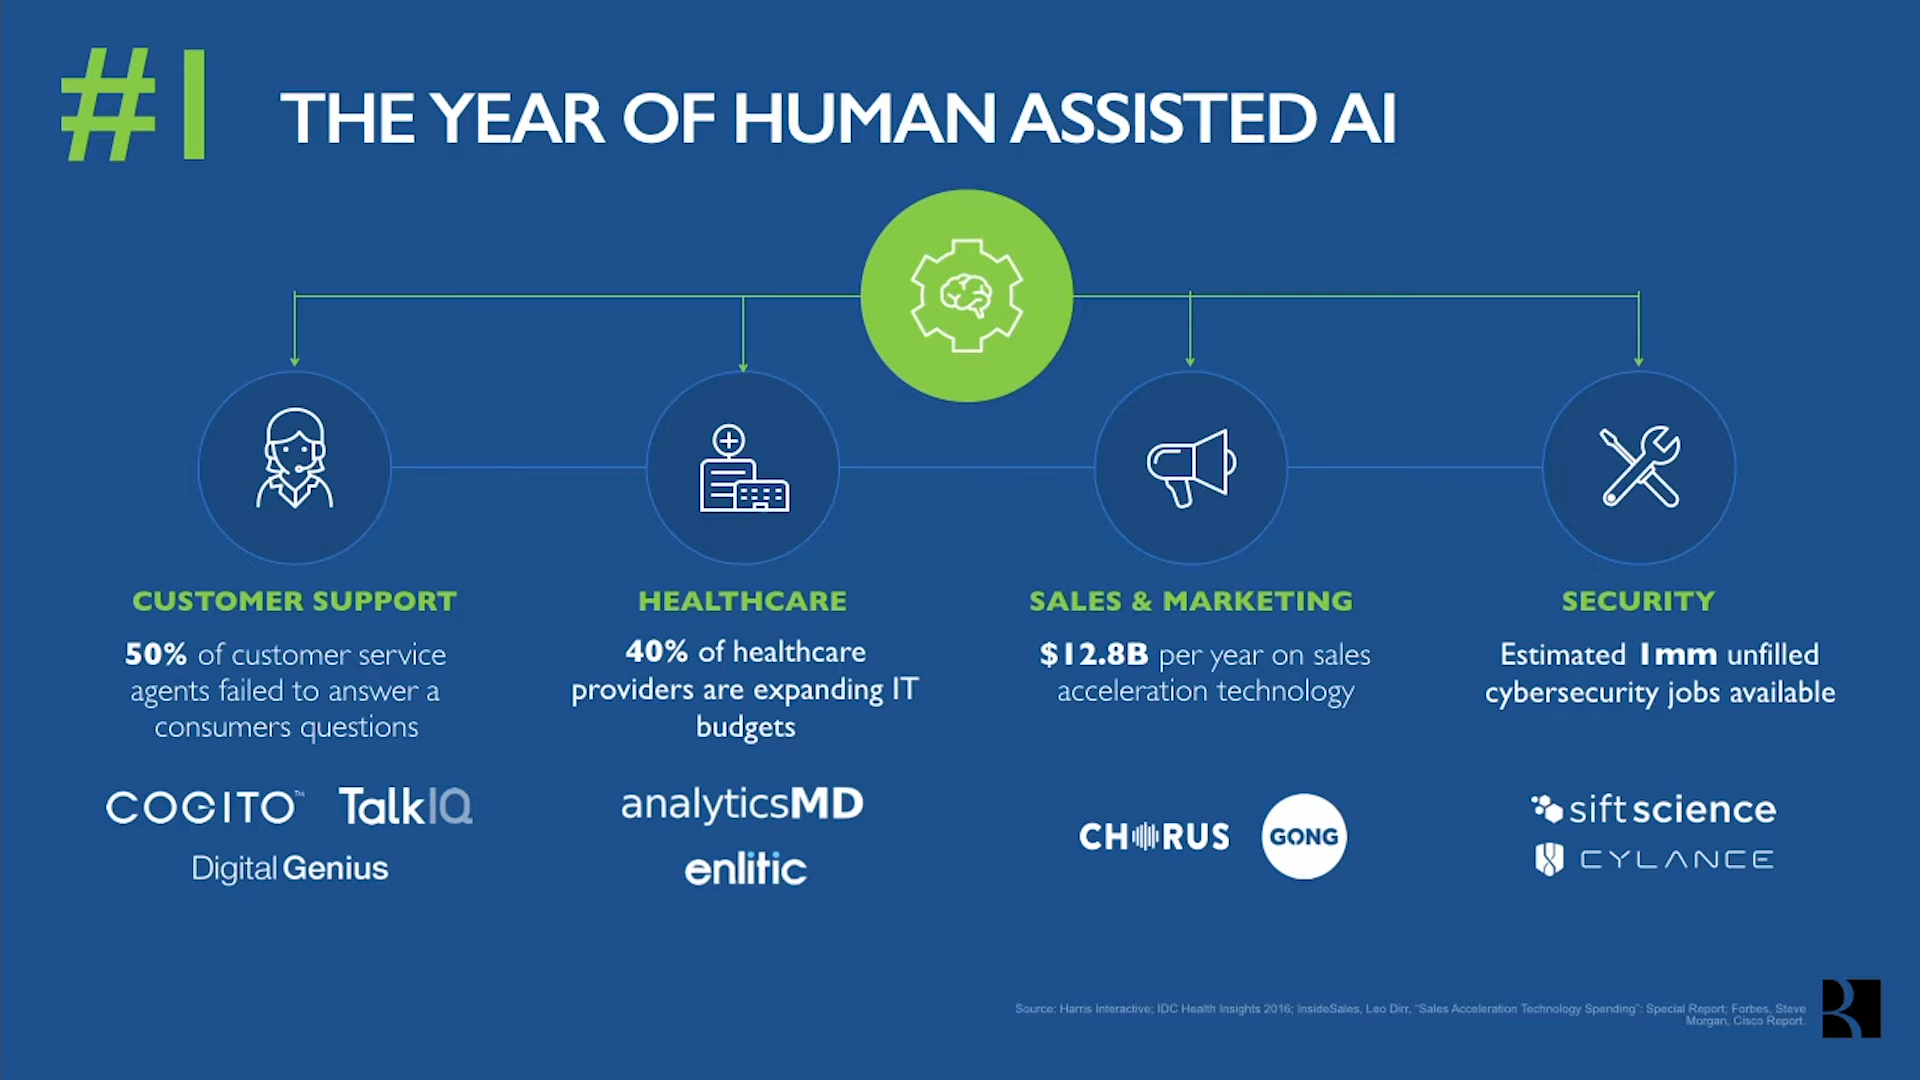 #1
THE YEAR OF HUMAN ASSISTED AI
CUSTOMER SUPPORT
50% of customer service
agents failed to answer a
consumers questions
COGITO™ TalkIQ
Digital Genius
HEALTHCARE
40% of healthcare
providers are expanding IT
budgets
analyticsMD
enlitic
SALES & MARKETING
$12.8B per year on sales
acceleration technology
CHORUS GONG
SECURITY
Estimated 1mm unfilled
cybersecurity jobs available
siftscience
CYLANCE
Source: Harris Interactive; IDC Health Insights 2016; InsideSales, Leo Dirr, "Sales Acceleration Technology Spending": Special Report; Forbes, Steve
Morgan, Cisco Report.